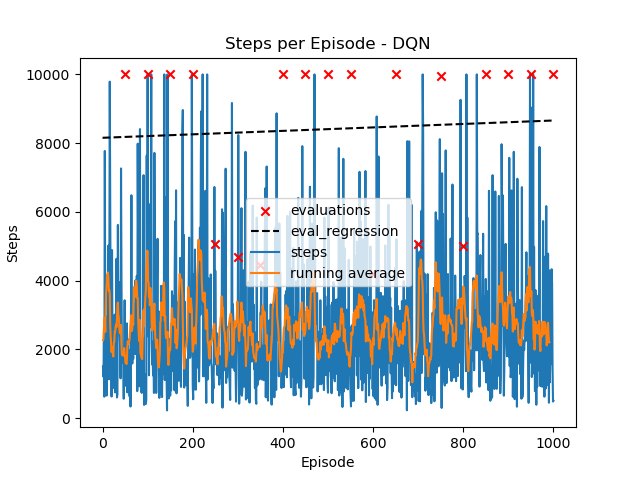 Steps per Episode - DQN
10000
8000
6000
4000
2000
0
Steps
evaluations
eval_regression
steps
running average
0
200
400
600
800
1000
Episode